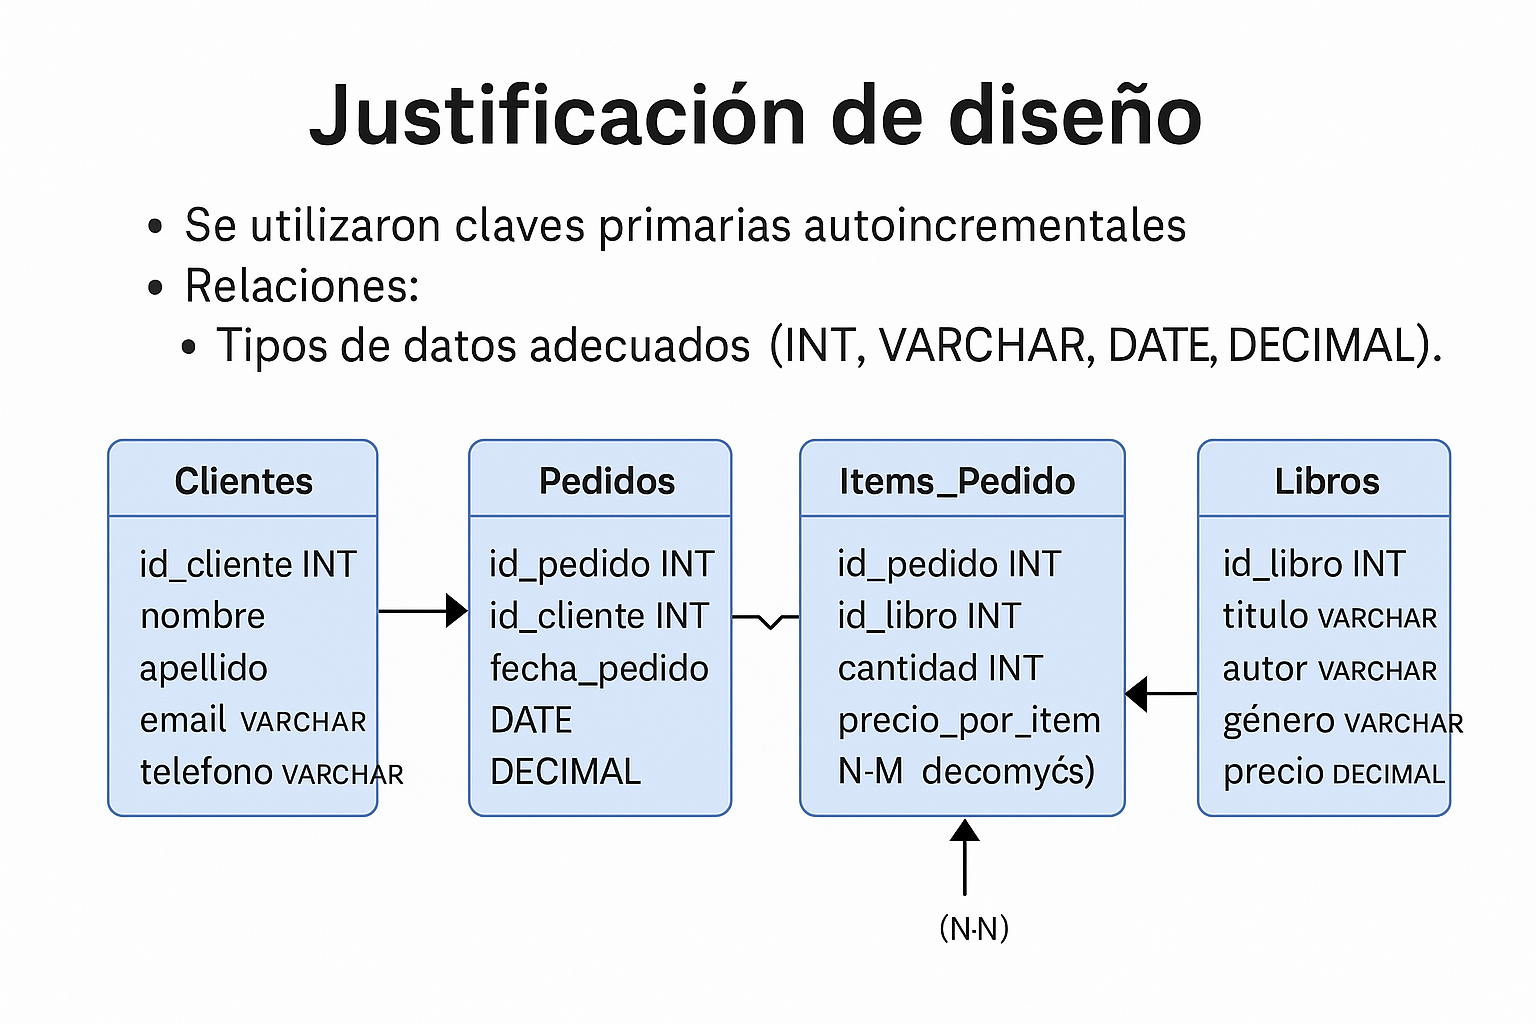 Justificación de diseño
• Se utilizaron claves primarias autoincrementales
• Relaciones:
• Tipos de datos adecuados (INT, VARCHAR, DATE, DECIMAL).
Clientes
id_cliente INT
nombre
apellido
email VARCHAR
telefono VARCHAR
Pedidos
id_pedido INT
id_cliente INT
fecha_pedido
DATE
DECIMAL
Items_Pedido
id_pedido INT
id_libro INT
cantidad INT
precio_por_item
N-M decomyćs)
(N·N)
Libros
id_libro INT
titulo VARCHAR
autor VARCHAR
género VARCHAR
precio DECIMAL